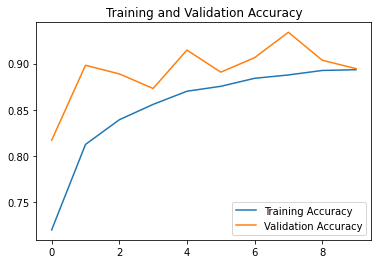 Training and Validation Accuracy
0.90
0.85
0.80
0.75
0 2 4 6 8
Training Accuracy
Validation Accuracy